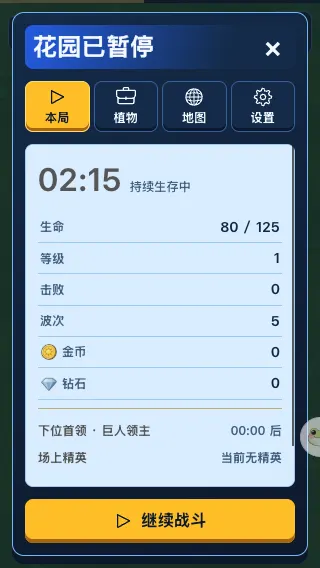 花园已暂停
本局 植物 地图 设置
02:15 持续生存中
生命 80 / 125
等级 1
击败 0
波次 5
金币 0
钻石 0
下位首领 · 巨人领主 00:00 后
场上精英 当前无精英
继续战斗